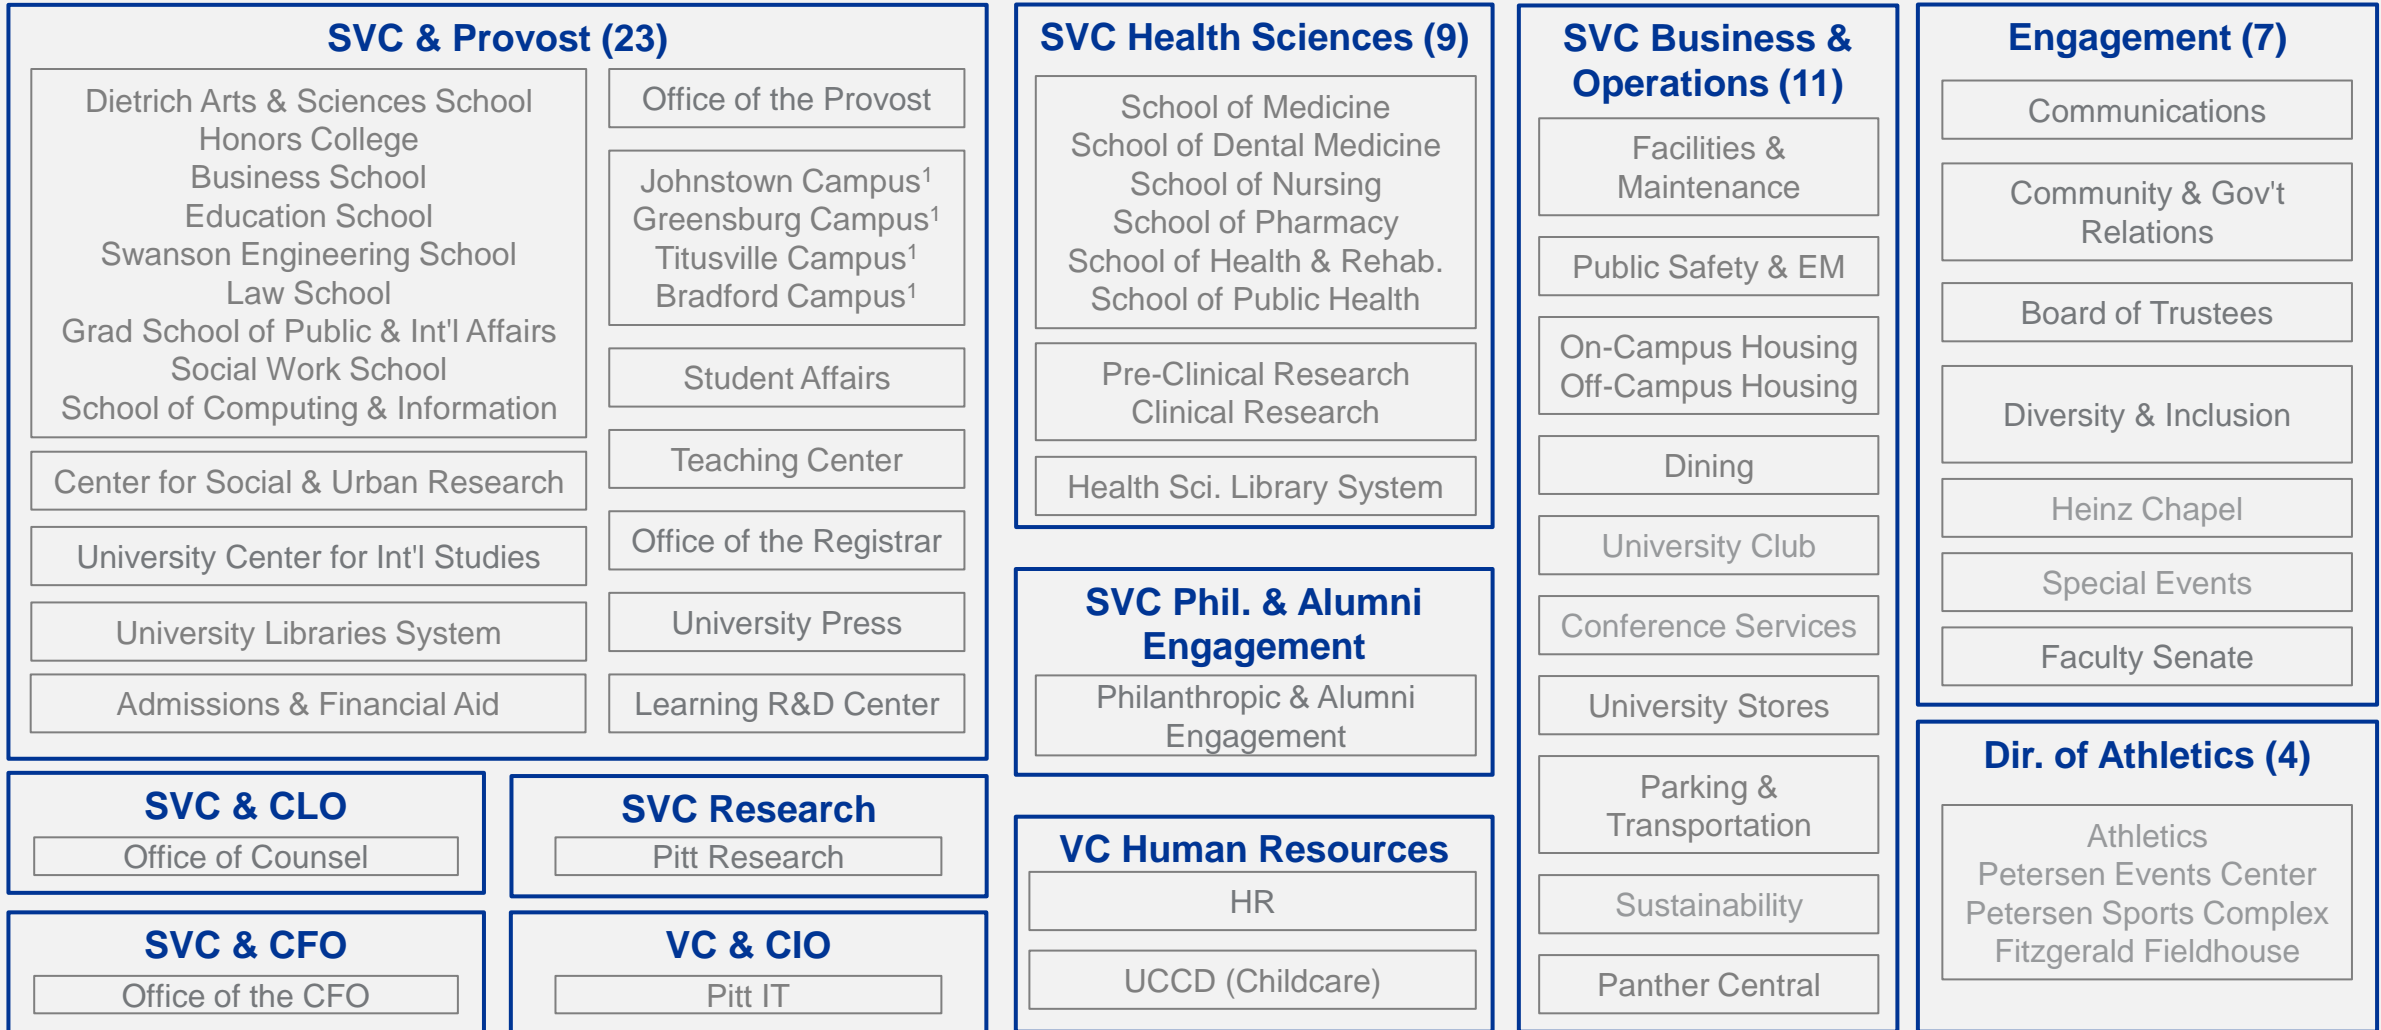 SVC & Provost (23)
Dietrich Arts & Sciences School
Honors College
Business School
Education School
Swanson Engineering School
Law School
Grad School of Public & Int'l Affairs
Social Work School
School of Computing & Information
Center for Social & Urban Research
University Center for Int'l Studies
University Libraries System
Admissions & Financial Aid
Office of the Provost
Johnstown Campus¹
Greensburg Campus¹
Titusville Campus¹
Bradford Campus¹
Student Affairs
Teaching Center
Office of the Registrar
University Press
Learning R&D Center
SVC & CLO
Office of Counsel
SVC Research
Pitt Research
SVC & CFO
Office of the CFO
VC & CIO
Pitt IT
SVC Health Sciences (9)
School of Medicine
School of Dental Medicine
School of Nursing
School of Pharmacy
School of Health & Rehab.
School of Public Health
Pre-Clinical Research
Clinical Research
Health Sci. Library System
SVC Phil. & Alumni
Engagement
Philanthropic & Alumni
Engagement
VC Human Resources
HR
UCCD (Childcare)
SVC Business &
Operations (11)
Facilities &
Maintenance
Public Safety & EM
On-Campus Housing
Off-Campus Housing
Dining
University Club
Conference Services
University Stores
Parking &
Transportation
Sustainability
Panther Central
Engagement (7)
Communications
Community & Gov't
Relations
Board of Trustees
Diversity & Inclusion
Heinz Chapel
Special Events
Faculty Senate
Dir. of Athletics (4)
Athletics
Petersen Events Center
Petersen Sports Complex
Fitzgerald Fieldhouse